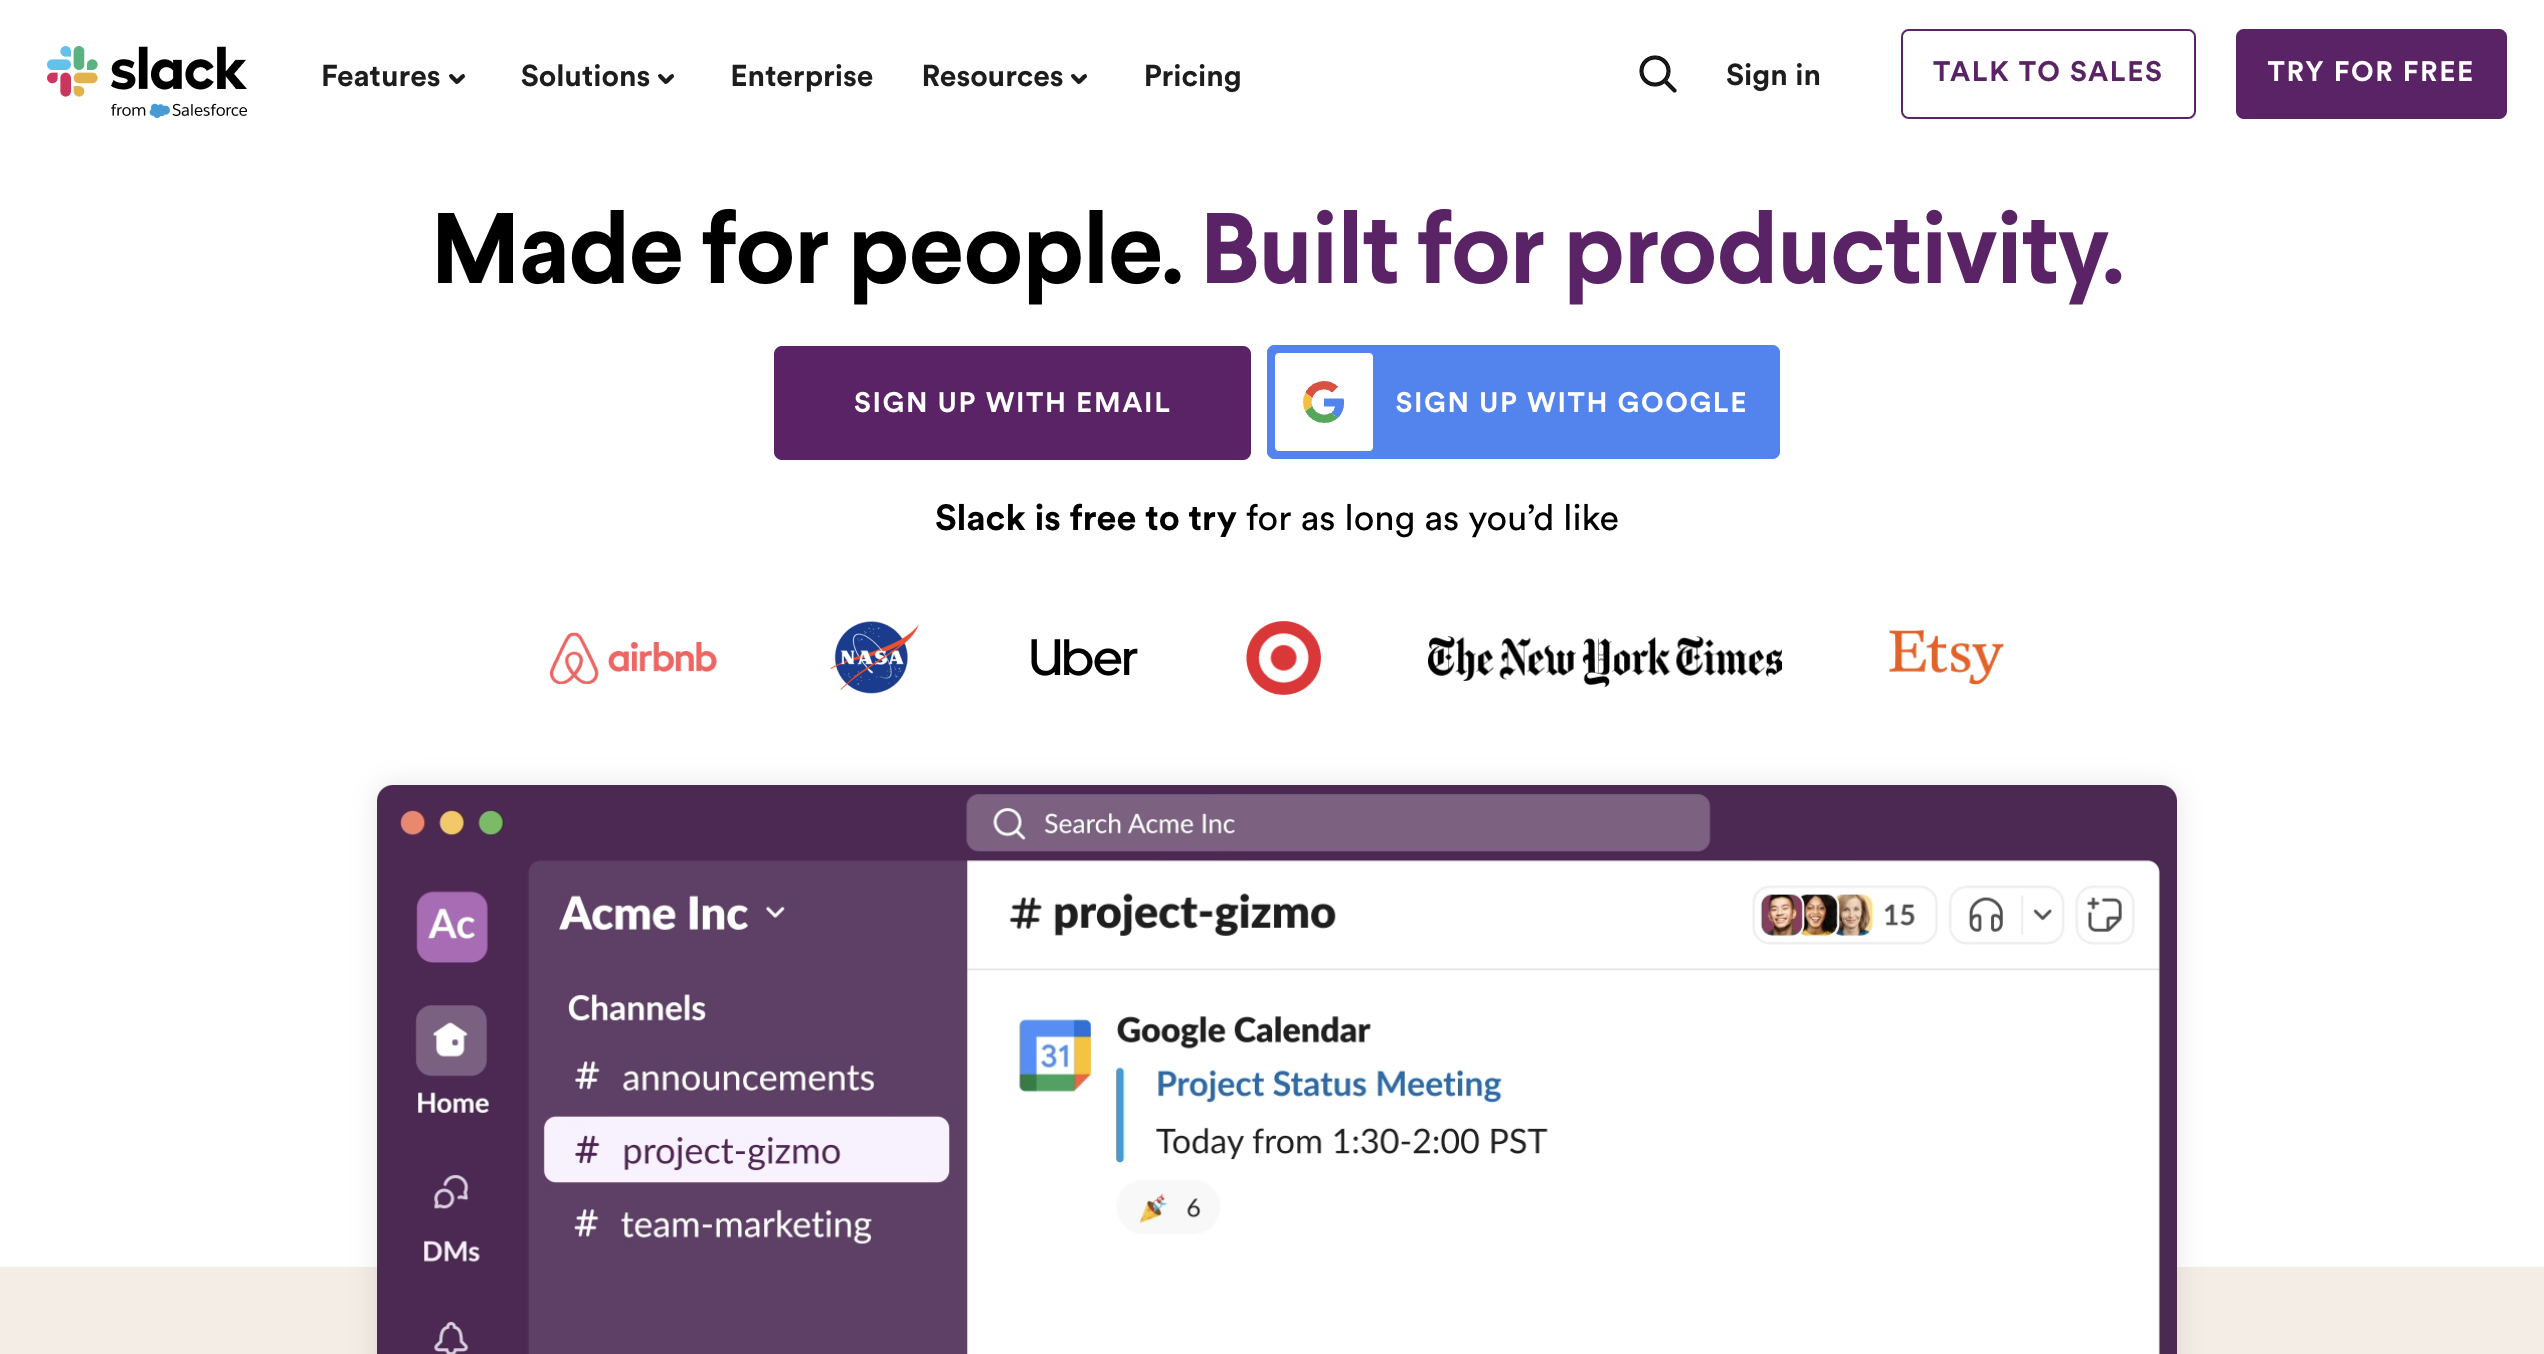 slack
from Salesforce
Features
Solutions
Enterprise
Resources
Pricing
Sign in
TALK TO SALES
TRY FOR FREE
Made for people. Built for productivity.
SIGN UP WITH EMAIL
G SIGN UP WITH GOOGLE
Slack is free to try for as long as you’d like
airbnb
NASA
Uber
The New York Times
Etsy
Search Acme Inc
Ac
Home
DMs
Acme Inc
Channels
# announcements
# project-gizmo
# team-marketing
# project-gizmo
15
31
Google Calendar
Project Status Meeting
Today from 1:30-2:00 PST
6